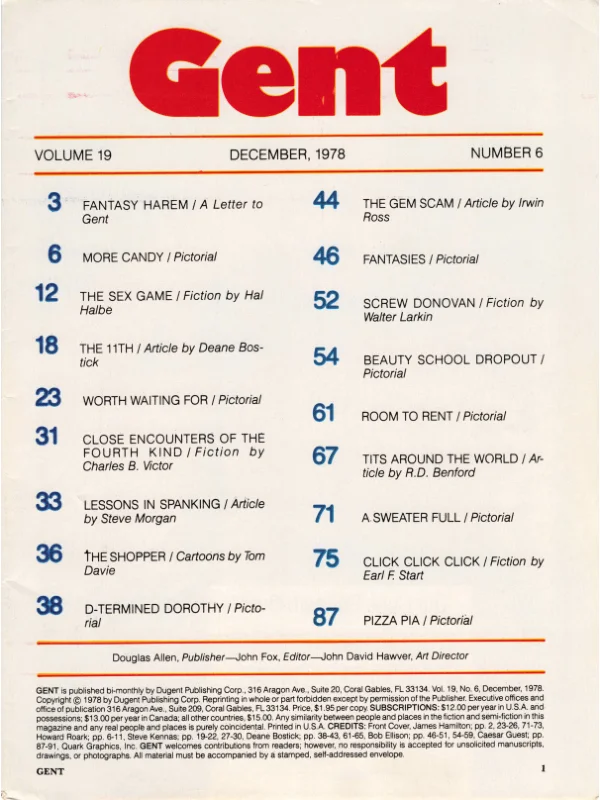 Gent
VOLUME 19 DECEMBER, 1978 NUMBER 6
3 FANTASY HAREM / A Letter to
Gent
6 MORE CANDY / Pictorial
12 THE SEX GAME / Fiction by Hal
Halbe
18 THE 11TH / Article by Deane Bos-
tick
23 WORTH WAITING FOR / Pictorial
31 CLOSE ENCOUNTERS OF THE
FOURTH KIND / Fiction by
Charles B. Victor
33 LESSONS IN SPANKING / Article
by Steve Morgan
36 THE SHOPPER / Cartoons by Tom
Davie
38 D-TERMINED DOROTHY / Picto-
rial
44 THE GEM SCAM / Article by Irwin
Ross
46 FANTASIES / Pictorial
52 SCREW DONOVAN / Fiction by
Walter Larkin
54 BEAUTY SCHOOL DROPOUT /
Pictorial
61 ROOM TO RENT / Pictorial
67 TITS AROUND THE WORLD / Ar-
ticle by R.D. Benford
71 A SWEATER FULL / Pictorial
75 CLICK CLICK CLICK / Fiction by
Earl F. Start
87 PIZZA PIA / Pictorial
Douglas Allen, Publisher—John Fox, Editor—John David Hawver, Art Director
GENT is published bi-monthly by Dugent Publishing Corp., 316 Aragon Ave., Suite 20, Coral Gables, FL 33134. Vol. 19, No. 6, December, 1978.
Copyright © 1978 by Dugent Publishing Corp. Reprinting in whole or part forbidden except by permission of the Publisher. Executive offices and
office of publication 316 Aragon Ave., Suite 209, Coral Gables, FL 33134. Price, $1.95 per copy. SUBSCRIPTIONS: $12.00 per year in U.S.A. and
possessions; $13.00 per year in Canada; all other countries, $15.00. Any similarity between people and places in the fiction and semi-fiction in this
magazine and any real people and places is purely coincidental. Printed in U.S.A. CREDITS: Front Cover, James Hamilton; pp. 2, 23-26, 71-73,
Howard Roark; pp. 6-11, Steve Kennas; pp. 19-22, 27-30, Deane Bostick; pp. 38-43, 61-65, Bob Ellison; pp. 46-51, 54-59, Caesar Guest; pp.
87-91, Quark Graphics, Inc. GENT welcomes contributions from readers; however, no responsibility is accepted for unsolicited manuscripts,
drawings, or photographs. All material must be accompanied by a stamped, self-addressed envelope.
GENT 1